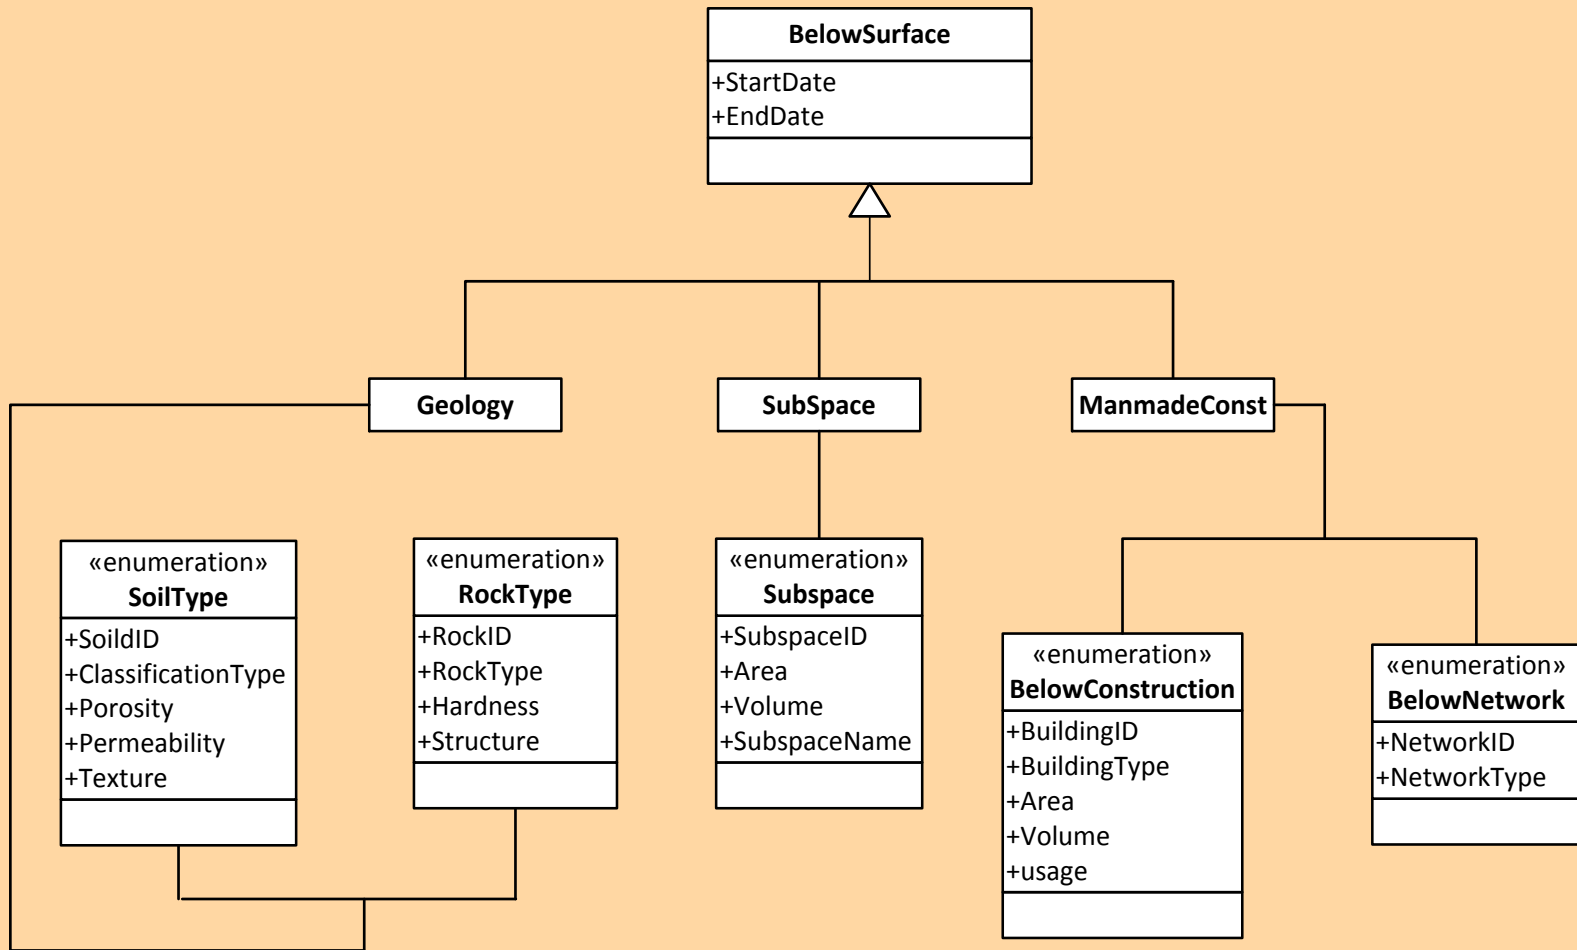 BelowSurface
+StartDate
+EndDate
Geology
SubSpace
ManmadeConst
«enumeration»
SoilType
+SoildID
+ClassificationType
+Porosity
+Permeability
+Texture
«enumeration»
RockType
+RockID
+RockType
+Hardness
+Structure
«enumeration»
Subspace
+SubspaceID
+Area
+Volume
+SubspaceName
«enumeration»
BelowConstruction
+BuildingID
+BuildingType
+Area
+Volume
+usage
«enumeration»
BelowNetwork
+NetworkID
+NetworkType